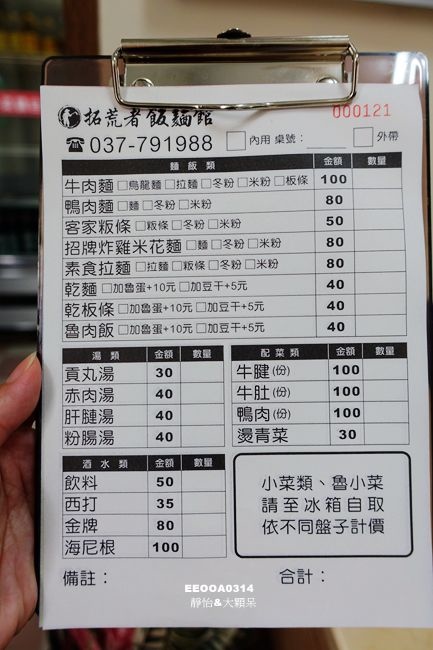 拓荒者飯麵館
000121
☎037-791988 □內用 桌號： □外帶
麵飯類 金額 數量
牛肉麵 □烏龍麵□拉麵□冬粉□米粉□板條 100
鴨肉麵 □麵□冬粉□米粉 80
客家粄條 □粄條□冬粉□米粉 50
招牌炸雞米花麵 □麵□冬粉□米粉 80
素食拉麵 □拉麵□粄條□冬粉□米粉 80
乾麵 □加魯蛋+10元□加豆干+5元 40
乾板條 □加魯蛋+10元□加豆干+5元 40
魯肉飯 □加魯蛋+10元□加豆干+5元 40
湯類 金額 數量
貢丸湯 30
赤肉湯 40
肝膁湯 40
粉腸湯 40
配菜類 金額 數量
牛腱(份) 100
牛肚(份) 100
鴨肉(份) 100
燙青菜 30
酒水類 金額 數量
飲料 50
西打 35
金牌 80
海尼根 100
小菜類、魯小菜
請至冰箱自取
依不同盤子計價
備註： 合計：
EEOOA0314
靜怡&大顆呆